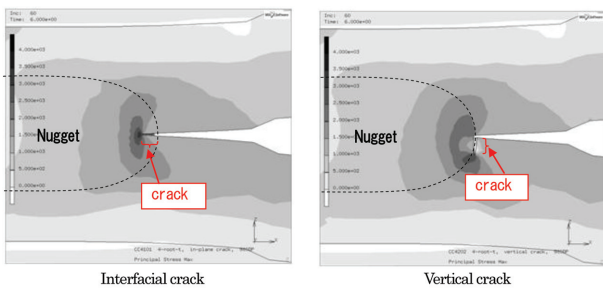 Inc: 60
Time: 6.000e+00
4.000e+03
3.500e+03
3.000e+03
2.500e+03
2.000e+03
1.500e+03
1.000e+03
5.000e+02
0.000e+00
Nugget
crack
Principal Stress Max
Interfacial crack
Inc: 60
Time: 6.000e+00
4.000e+03
3.500e+03
3.000e+03
2.500e+03
2.000e+03
1.500e+03
1.000e+03
5.000e+02
0.000e+00
Nugget
crack
Principal Stress Max
Vertical crack